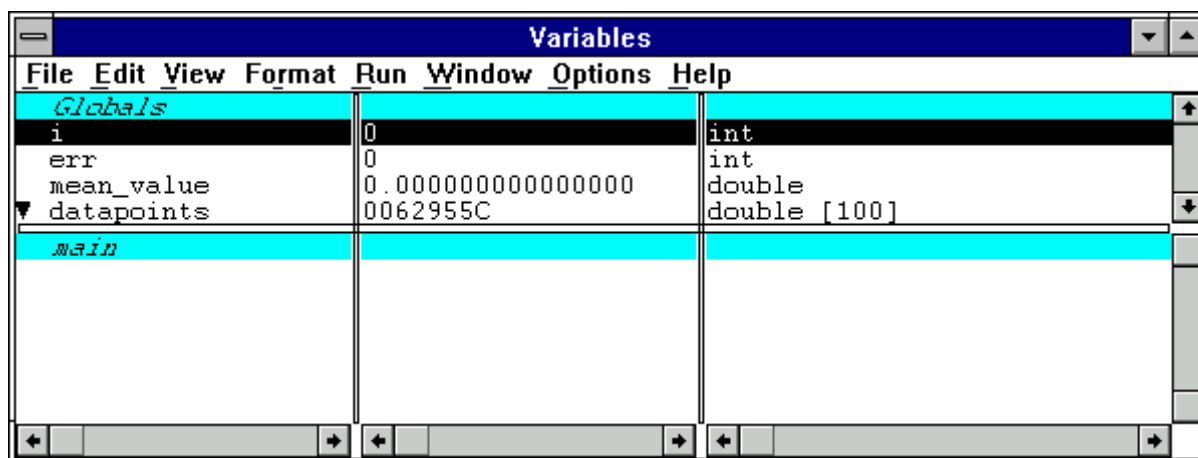 Variables
File Edit View Format Run Window Options Help
Globals
i 0 int
err 0 int
mean_value 0.000000000000000 double
datapoints 0062955C double [100]
main